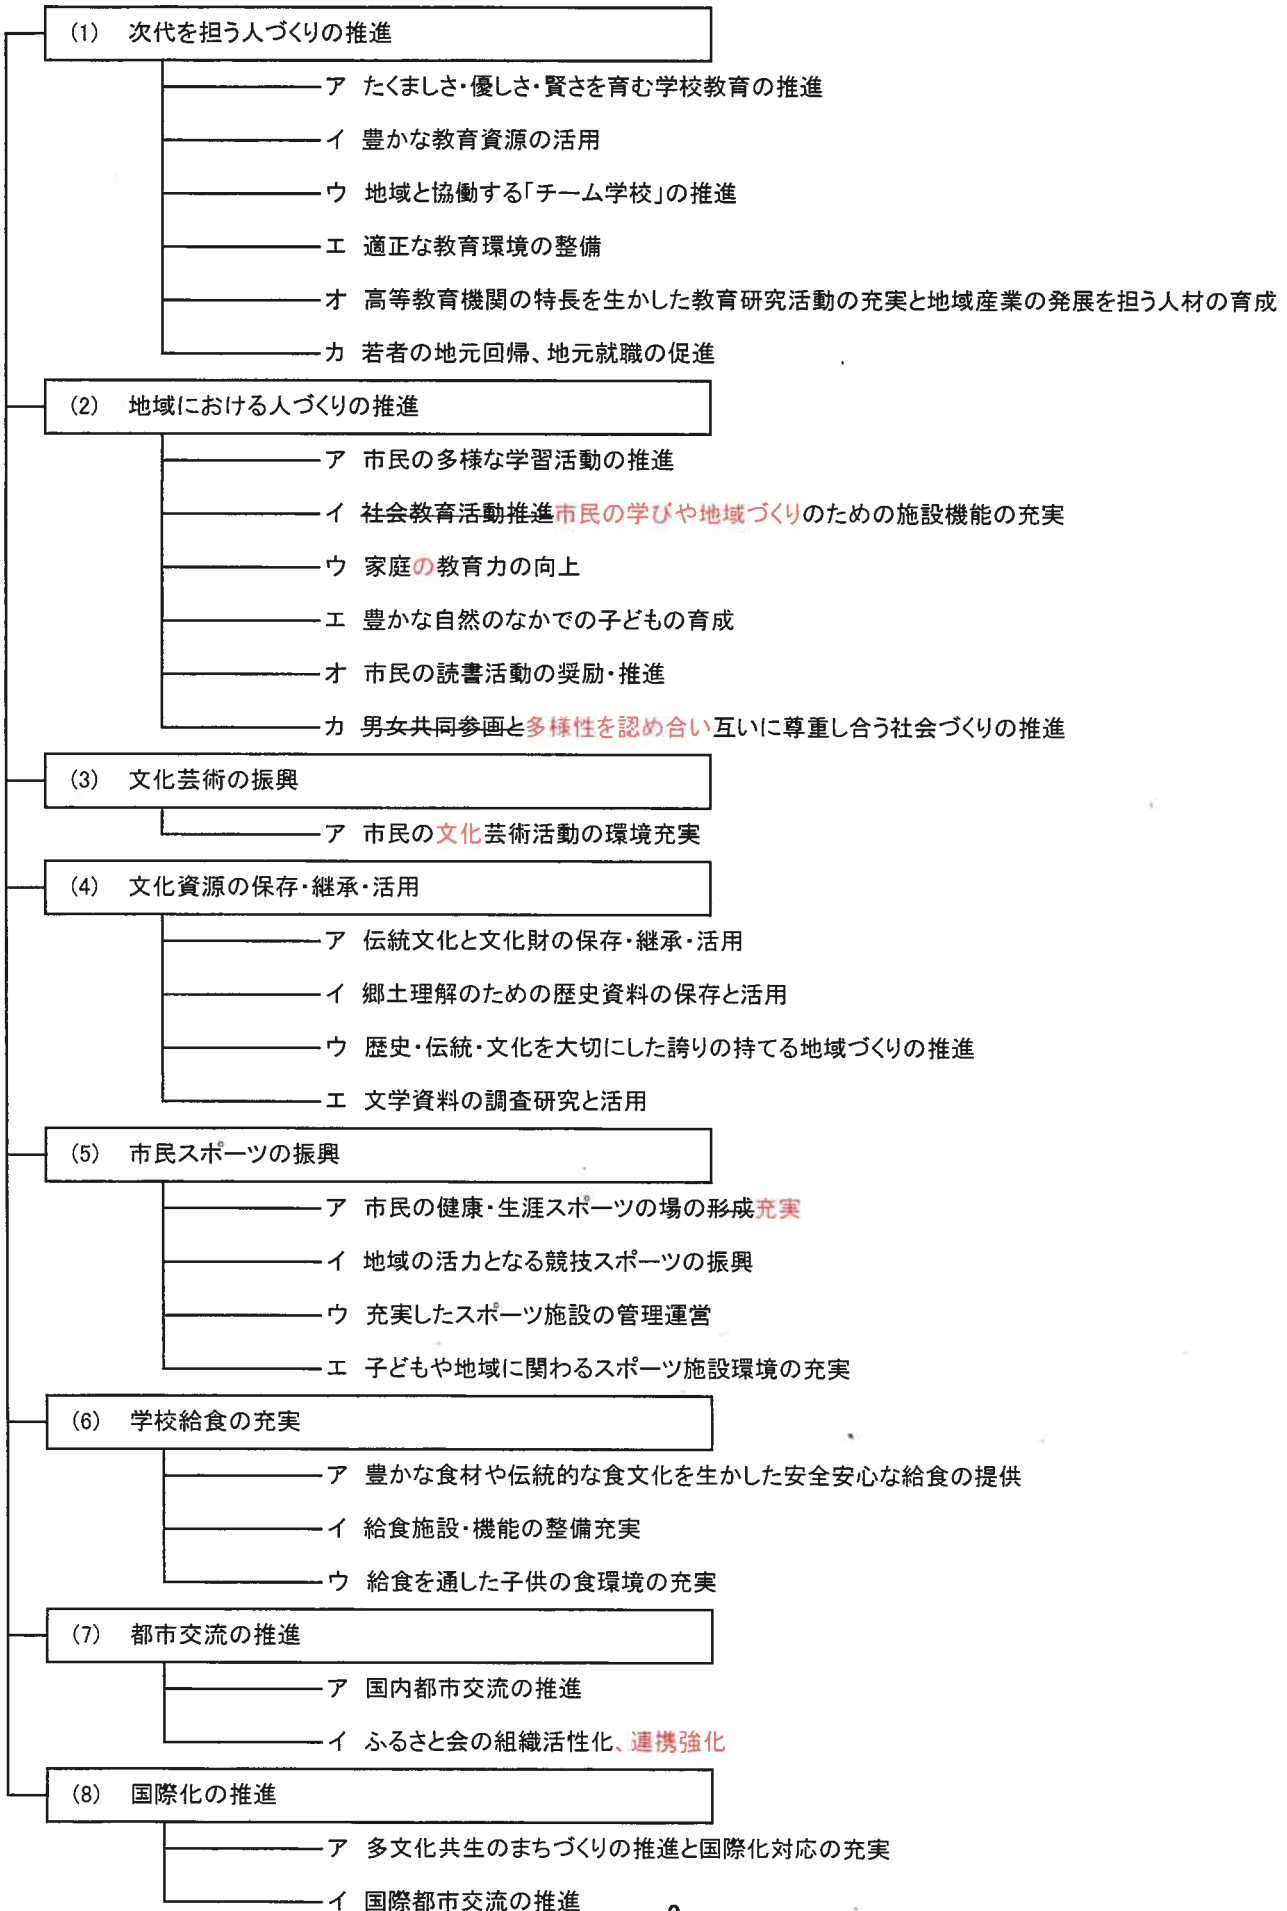 (1) 次代を担う人づくりの推進
ア たくましさ・優しさ・賢さを育む学校教育の推進
イ 豊かな教育資源の活用
ウ 地域と協働する「チーム学校」の推進
エ 適正な教育環境の整備
オ 高等教育機関の特長を生かした教育研究活動の充実と地域産業の発展を担う人材の育成
カ 若者の地元回帰、地元就職の促進
(2) 地域における人づくりの推進
ア 市民の多様な学習活動の推進
イ 社会教育活動推進市民の学びや地域づくりのための施設機能の充実
ウ 家庭の教育力の向上
エ 豊かな自然のなかでの子どもの育成
オ 市民の読書活動の奨励・推進
カ 男女共同参画と多様性を認め合い互いに尊重し合う社会づくりの推進
(3) 文化芸術の振興
ア 市民の文化芸術活動の環境充実
(4) 文化資源の保存・継承・活用
ア 伝統文化と文化財の保存・継承・活用
イ 郷土理解のための歴史資料の保存と活用
ウ 歴史・伝統・文化を大切にした誇りの持てる地域づくりの推進
エ 文学資料の調査研究と活用
(5) 市民スポーツの振興
ア 市民の健康・生涯スポーツの場の形成充実
イ 地域の活力となる競技スポーツの振興
ウ 充実したスポーツ施設の管理運営
エ 子どもや地域に関わるスポーツ施設環境の充実
(6) 学校給食の充実
ア 豊かな食材や伝統的な食文化を生かした安全安心な給食の提供
イ 給食施設・機能の整備充実
ウ 給食を通した子供の食環境の充実
(7) 都市交流の推進
ア 国内都市交流の推進
イ ふるさと会の組織活性化、連携強化
(8) 国際化の推進
ア 多文化共生のまちづくりの推進と国際化対応の充実
イ 国際都市交流の推進